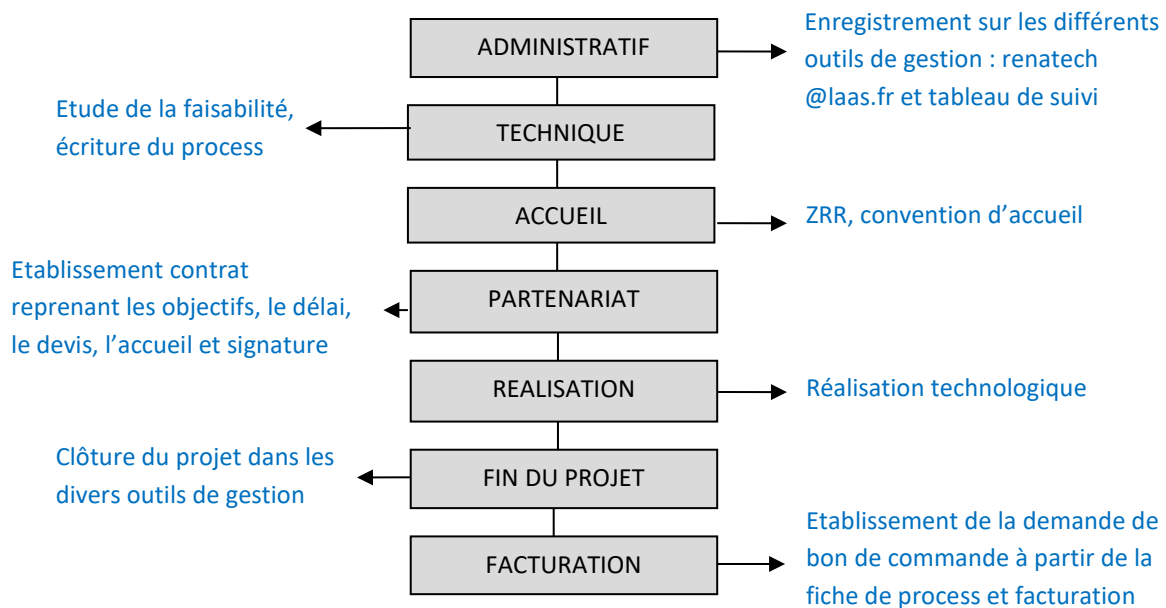 ADMINISTRATIF
Enregistrement sur les différents
outils de gestion : renatech
@laas.fr et tableau de suivi
Etude de la faisabilité,
écriture du process
TECHNIQUE
ACCUEIL
ZRR, convention d’accueil
Etablissement contrat
reprenant les objectifs, le délai,
le devis, l’accueil et signature
PARTENARIAT
REALISATION
Réalisation technologique
Clôture du projet dans les
divers outils de gestion
FIN DU PROJET
FACTURATION
Etablissement de la demande de
bon de commande à partir de la
fiche de process et facturation